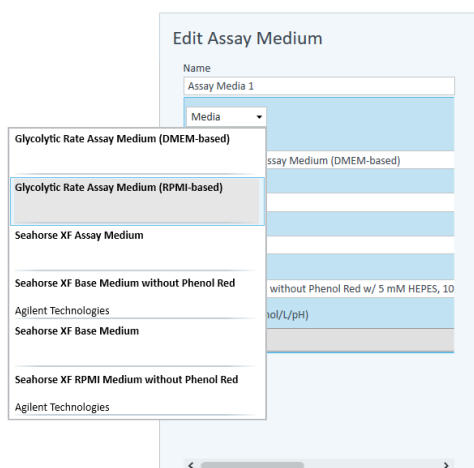 Edit Assay Medium
Name
Assay Media 1
Media
Glycolytic Rate Assay Medium (DMEM-based)
ssay Medium (DMEM-based)
Glycolytic Rate Assay Medium (RPMI-based)
Seahorse XF Assay Medium
Seahorse XF Base Medium without Phenol Red
without Phenol Red w/ 5 mM HEPES, 10
Agilent Technologies
ol/L/pH)
Seahorse XF Base Medium
Seahorse XF RPMI Medium without Phenol Red
Agilent Technologies